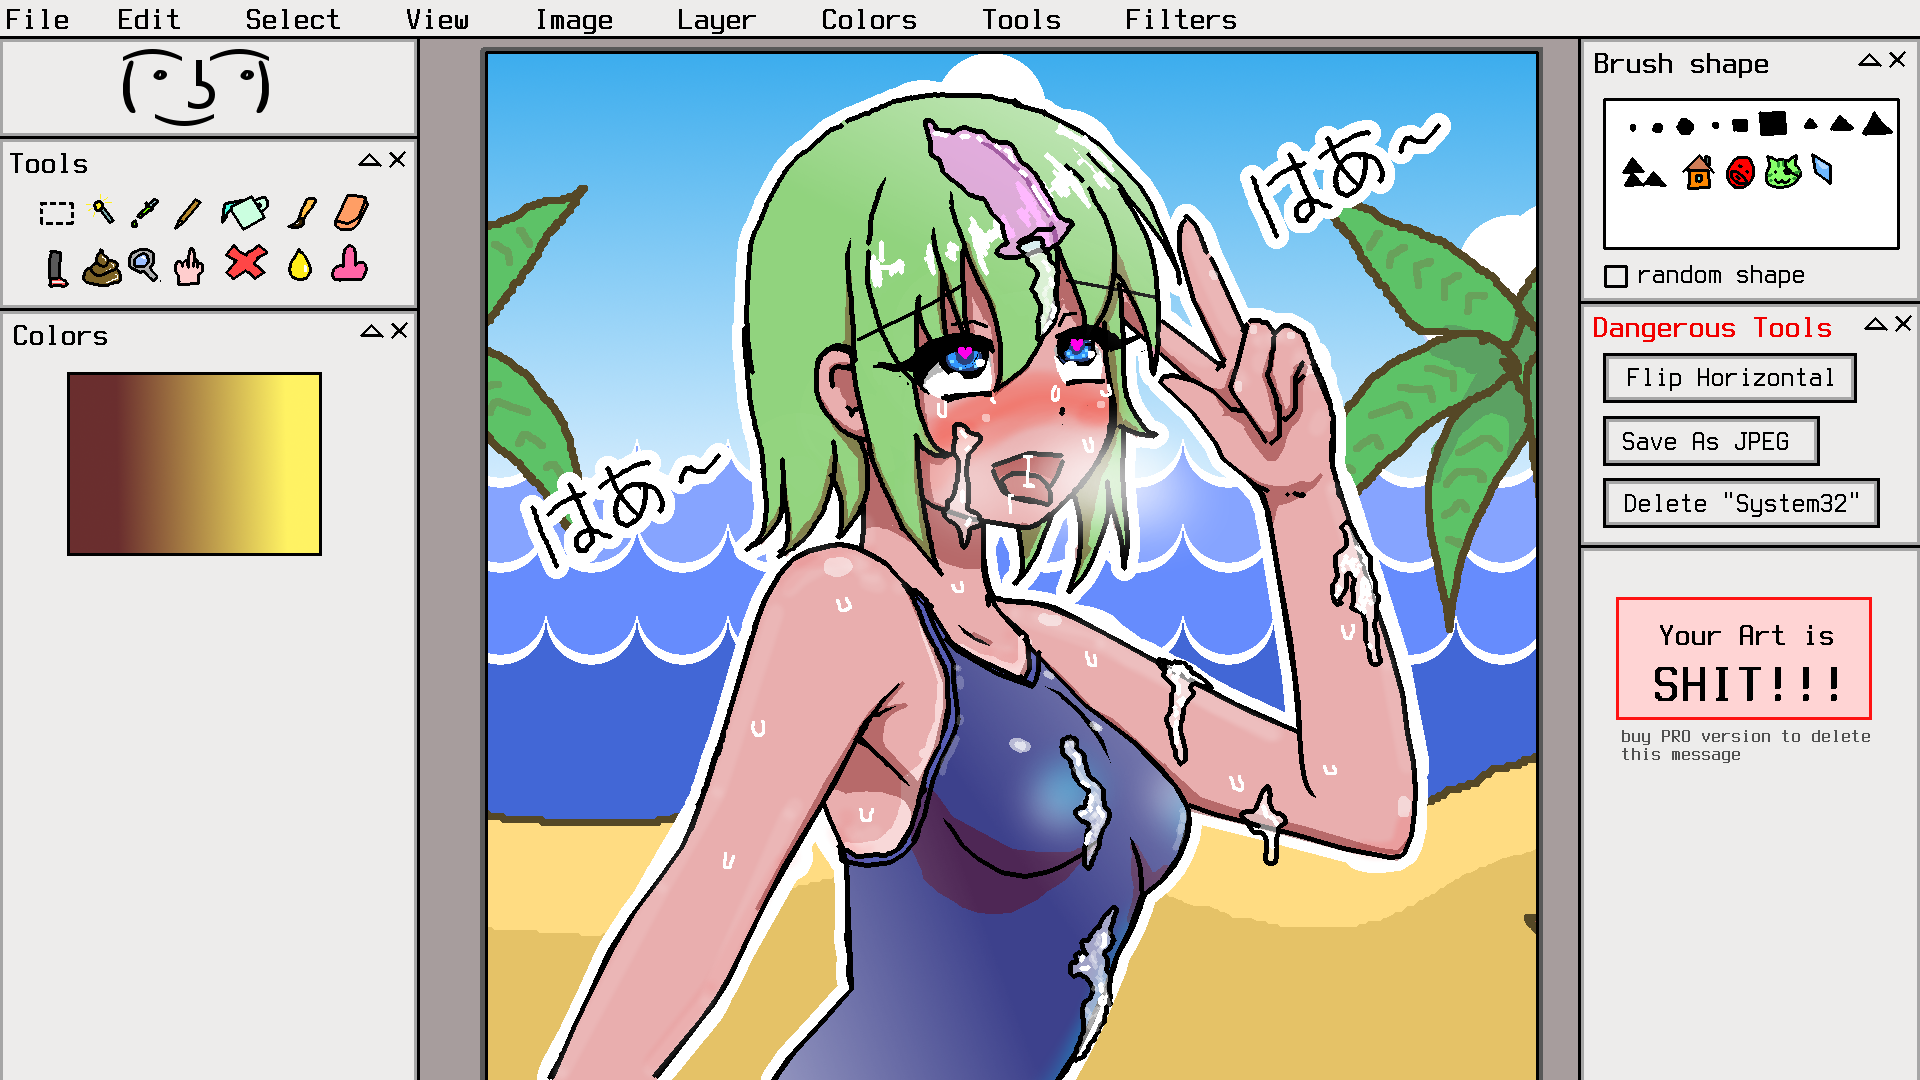 File Edit Select View Image Layer Colors Tools Filters
( ͡° ͜ʖ ͡°)
Tools
Colors
はあ～
はあ～
Brush shape
random shape
Dangerous Tools
Flip Horizontal
Save As JPEG
Delete "System32"
Your Art is
SHIT!!!
buy PRO version to delete
this message